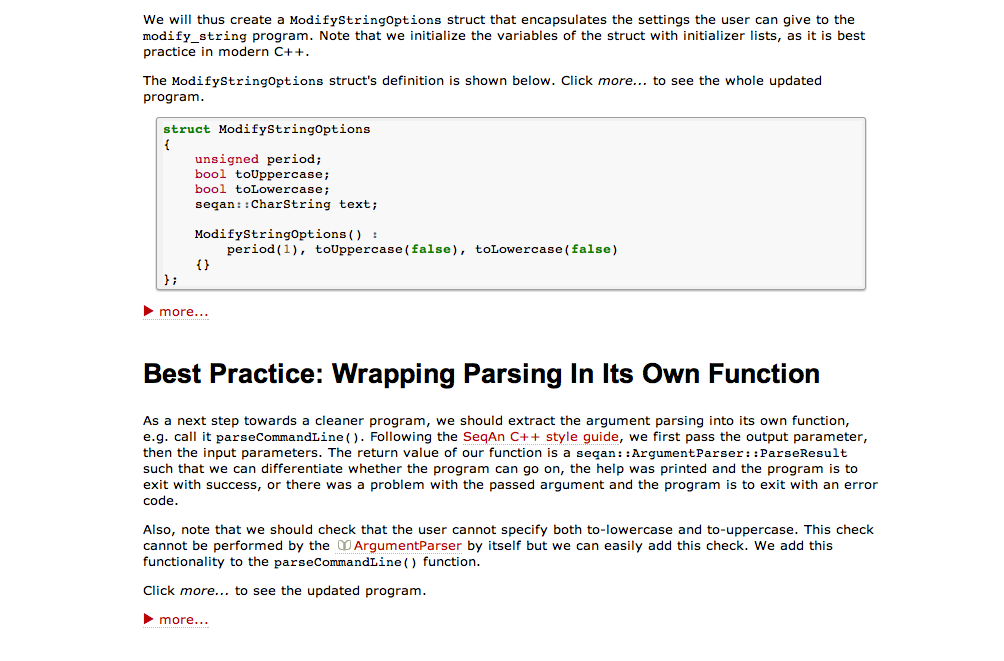 We will thus create a ModifyStringOptions struct that encapsulates the settings the user can give to the
modify_string program. Note that we initialize the variables of the struct with initializer lists, as it is best
practice in modern C++.
The ModifyStringOptions struct's definition is shown below. Click more... to see the whole updated
program.
struct ModifyStringOptions
{
    unsigned period;
    bool toUppercase;
    bool toLowercase;
    seqan::CharString text;
    ModifyStringOptions() :
        period(1), toUppercase(false), toLowercase(false)
    {}
};
more...
Best Practice: Wrapping Parsing In Its Own Function
As a next step towards a cleaner program, we should extract the argument parsing into its own function,
e.g. call it parseCommandLine(). Following the SeqAn C++ style guide, we first pass the output parameter,
then the input parameters. The return value of our function is a seqan::ArgumentParser::ParseResult
such that we can differentiate whether the program can go on, the help was printed and the program is to
exit with success, or there was a problem with the passed argument and the program is to exit with an error
code.
Also, note that we should check that the user cannot specify both to-lowercase and to-uppercase. This check
cannot be performed by the ArgumentParser by itself but we can easily add this check. We add this
functionality to the parseCommandLine() function.
Click more... to see the updated program.
more...